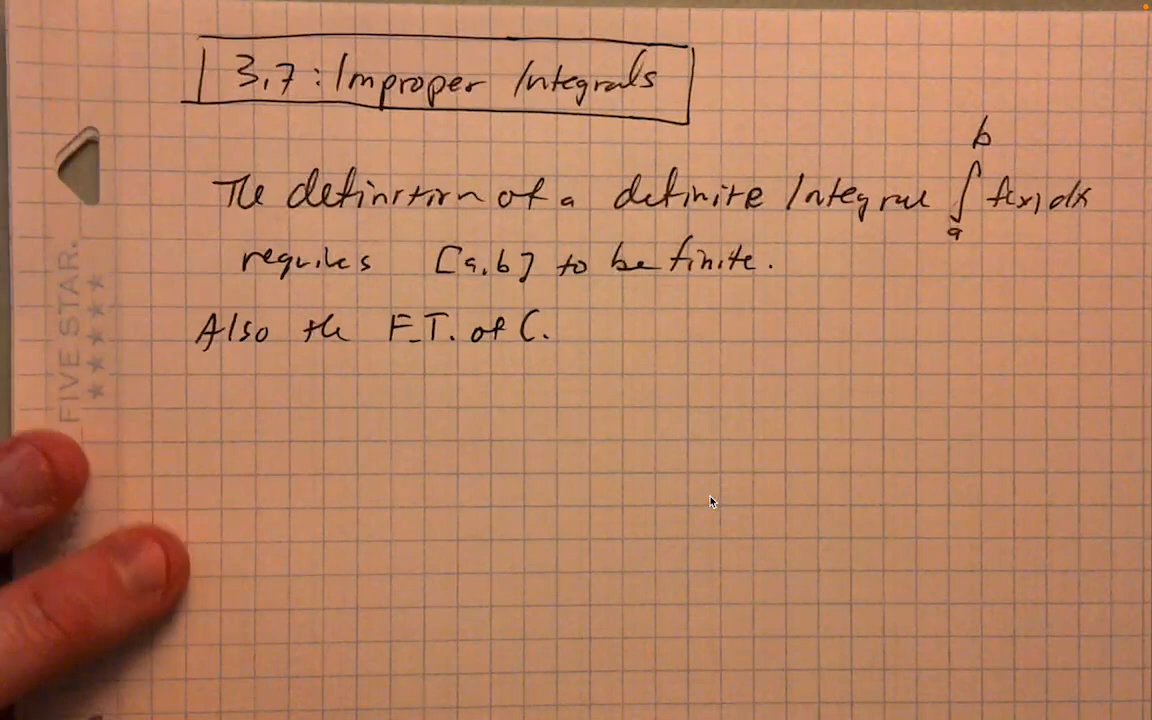 3.7: Improper Integrals
The definition of a definite Integral ∫_a^b f(x) dx
requires [a,b] to be finite.
Also the F.T. of C.
FIVE STAR.